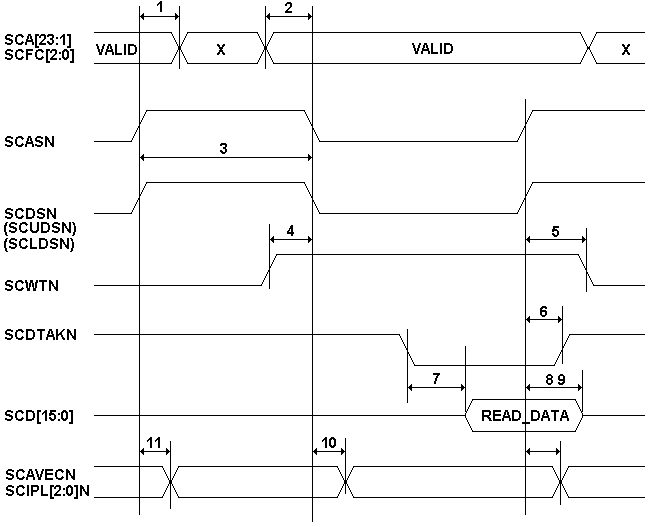 1 2
SCA[23:1]
SCFC[2:0]
VALID X VALID X
SCASN
3
SCDSN
(SCUDSN)
(SCLDSN)
4 5
SCWTN
6
SCDTAKN
7 8 9
SCD[15:0] READ_DATA
11 10
SCAVECN
SCIPL[2:0]N